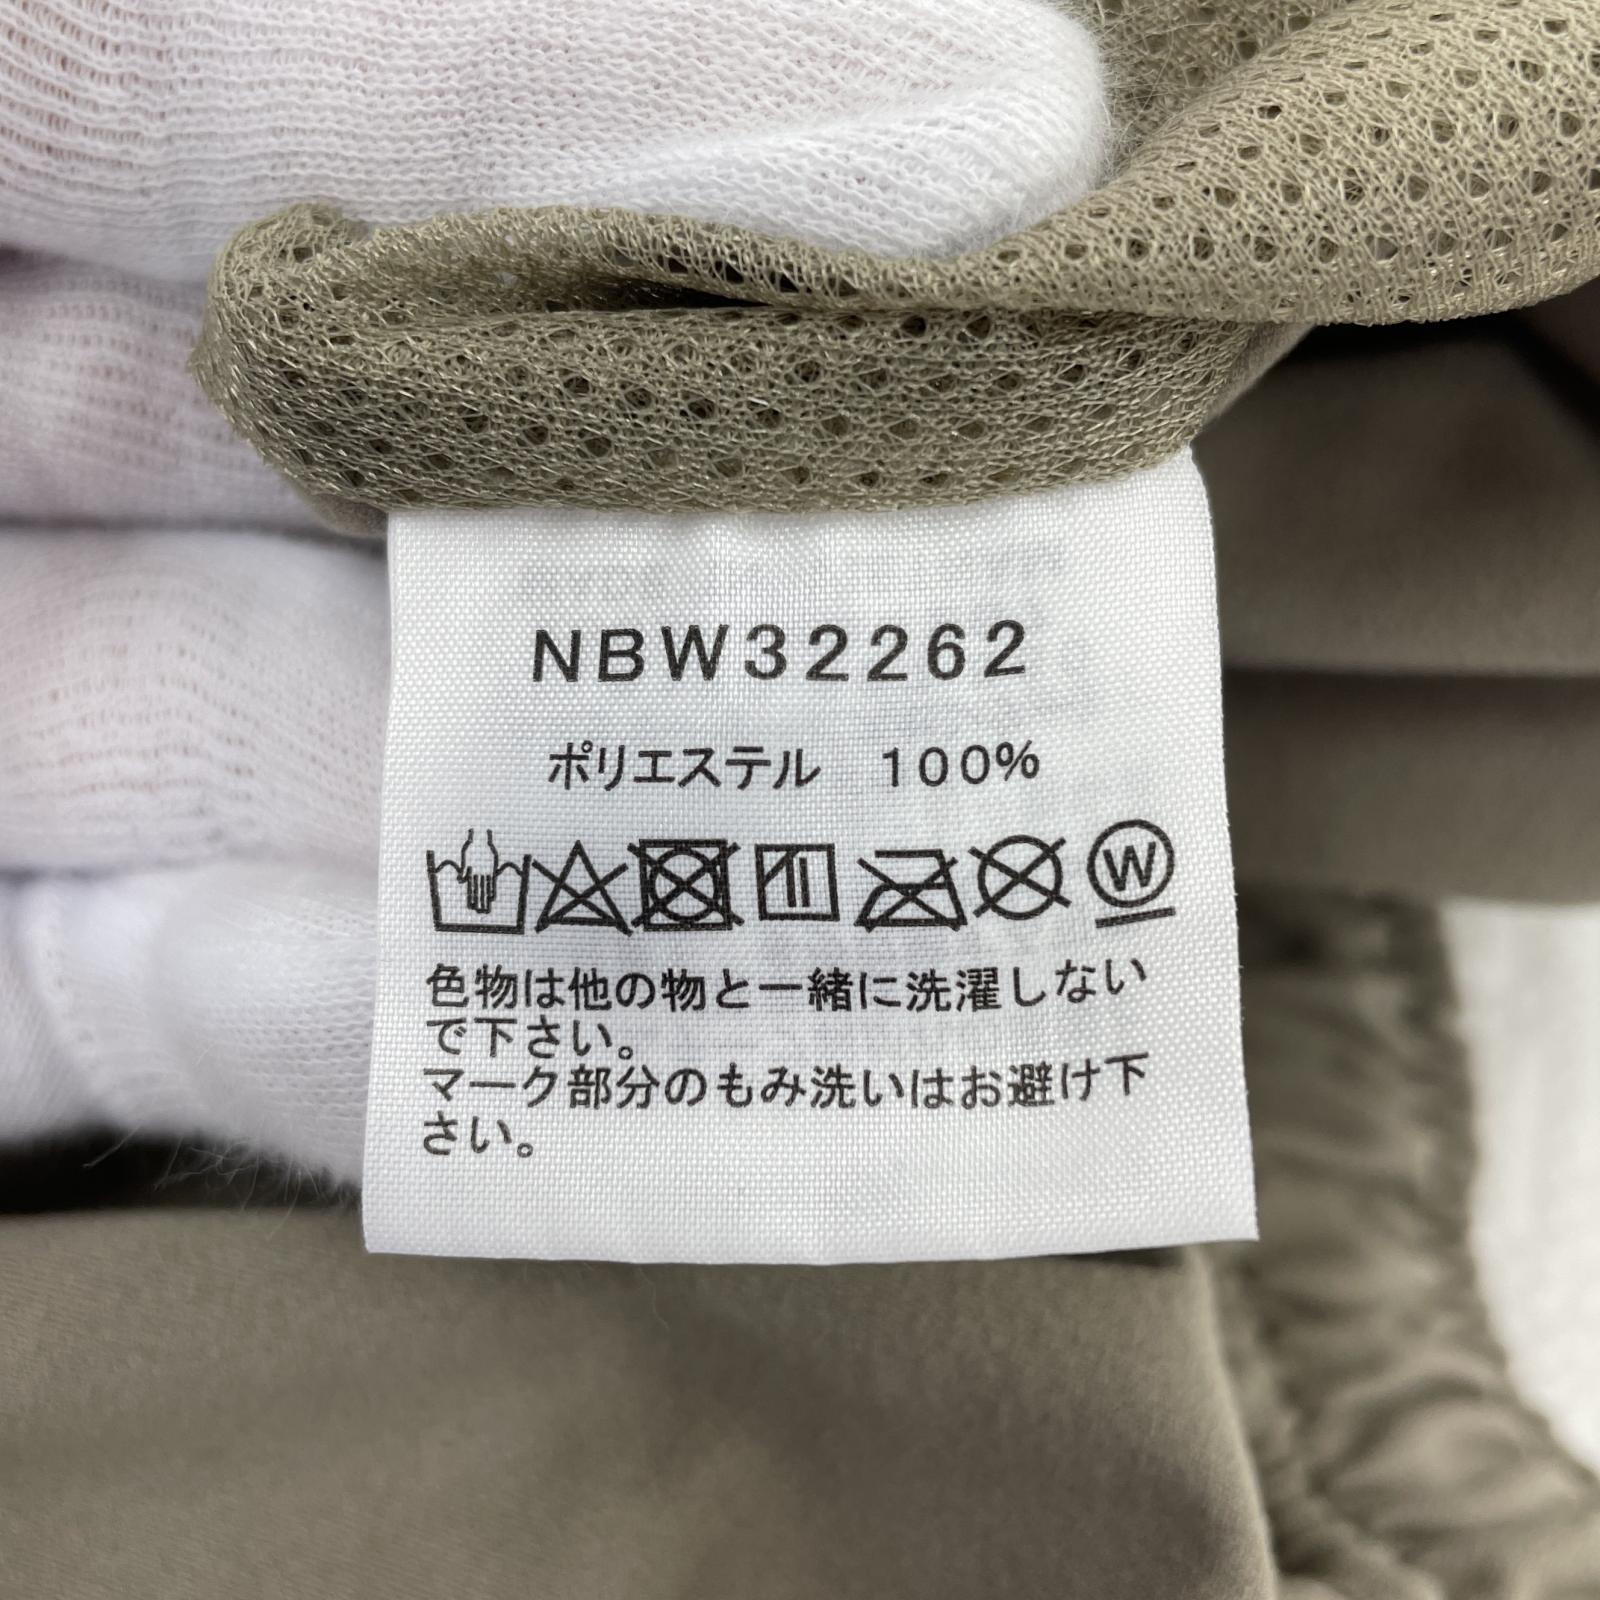 NBW32262
ポリエステル 100%
W
色物は他の物と一緒に洗濯しない
で下さい。
マーク部分のもみ洗いはお避け下
さい。